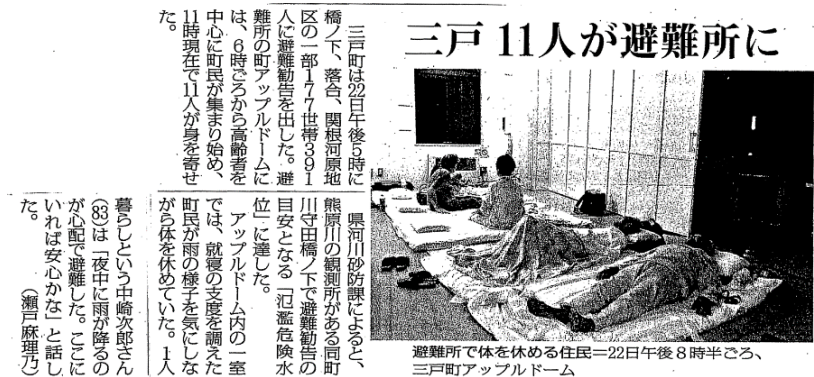 三戸 11人が避難所に
三戸町は22日午後5時に
橋ノ下、落合、関根河原地
区の一部177世帯391
人に避難勧告を出した。避
難所の町アップルドームに
は、6時ごろから高齢者を
中心に町民が集まり始め、
11時現在で11人が身を寄せ
た。
県河川砂防課によると、
熊原川の観測所がある同町
川守田橋ノ下で避難勧告の
目安となる「氾濫危険水
位」に達した。
アップルドーム内の一室
では、就寝の支度を調えた
町民が雨の様子を気にしな
がら体を休めていた。1人
暮らしという中崎次郎さん
(83)は「夜中に雨が降るの
が心配で避難した。ここに
いれば安心かな」と話し
た。
(瀬戸麻理乃)
避難所で体を休める住民＝22日午後8時半ごろ、
三戸町アップルドーム